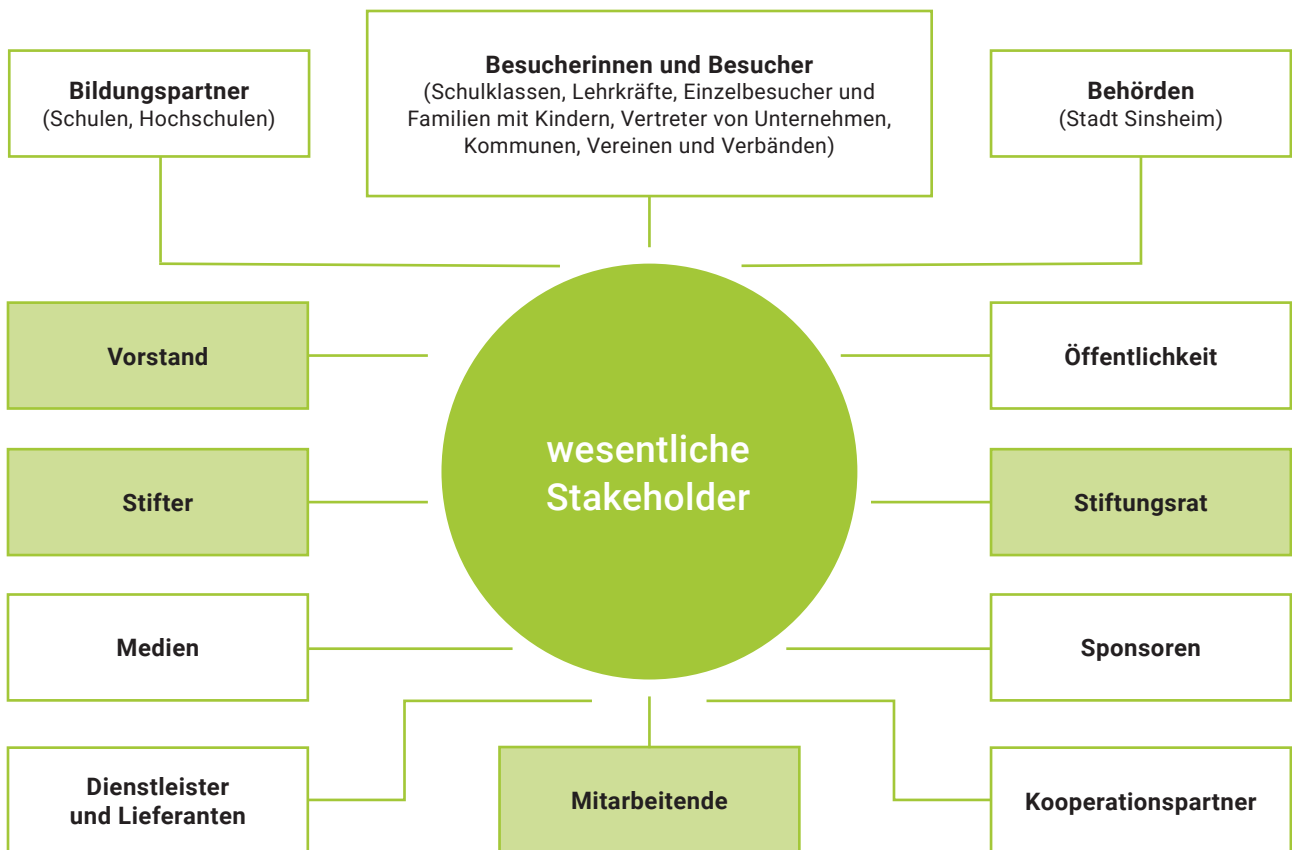 Bildungspartner
(Schulen, Hochschulen)
Besucherinnen und Besucher
(Schulklassen, Lehrkräfte, Einzelbesucher und
Familien mit Kindern, Vertreter von Unternehmen,
Kommunen, Vereinen und Verbänden)
Behörden
(Stadt Sinsheim)
Vorstand
Öffentlichkeit
wesentliche
Stakeholder
Stifter
Stiftungsrat
Medien
Sponsoren
Dienstleister
und Lieferanten
Mitarbeitende
Kooperationspartner